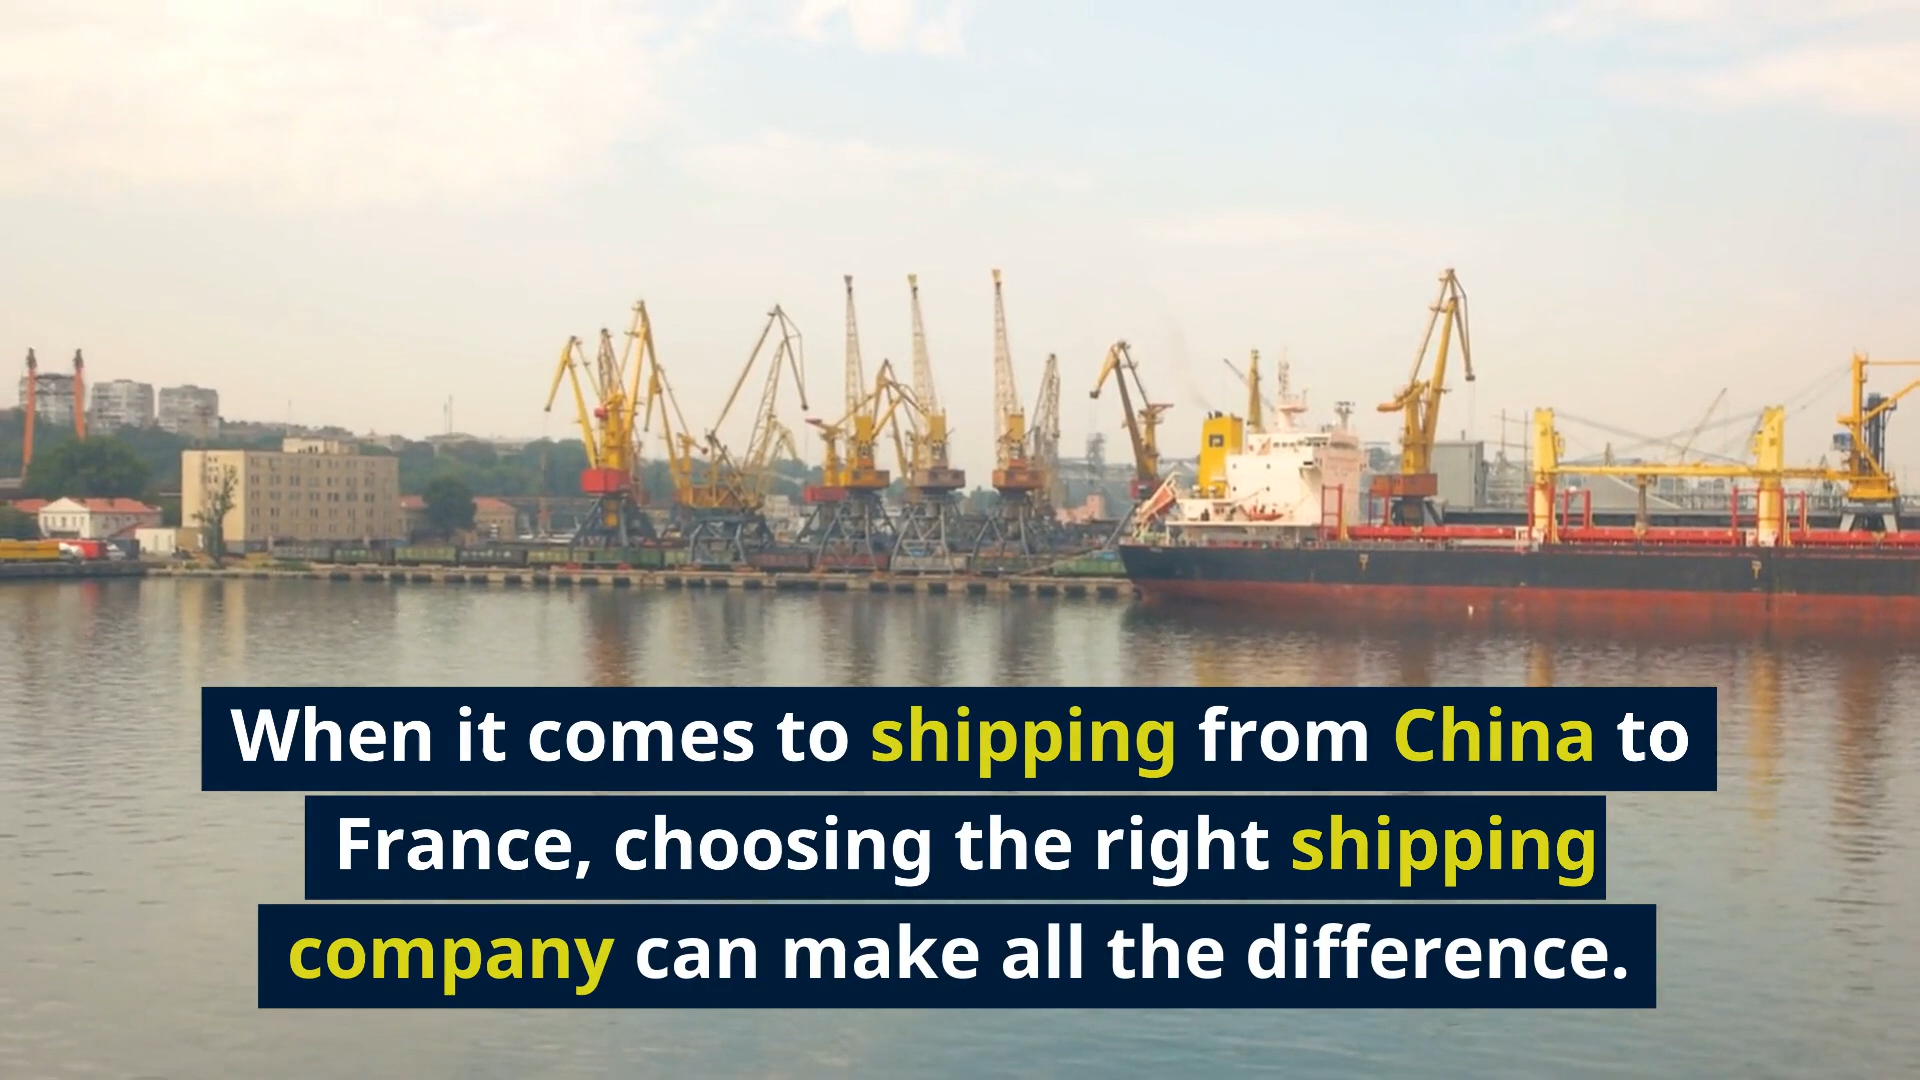 When it comes to shipping from China to
France, choosing the right shipping
company can make all the difference.